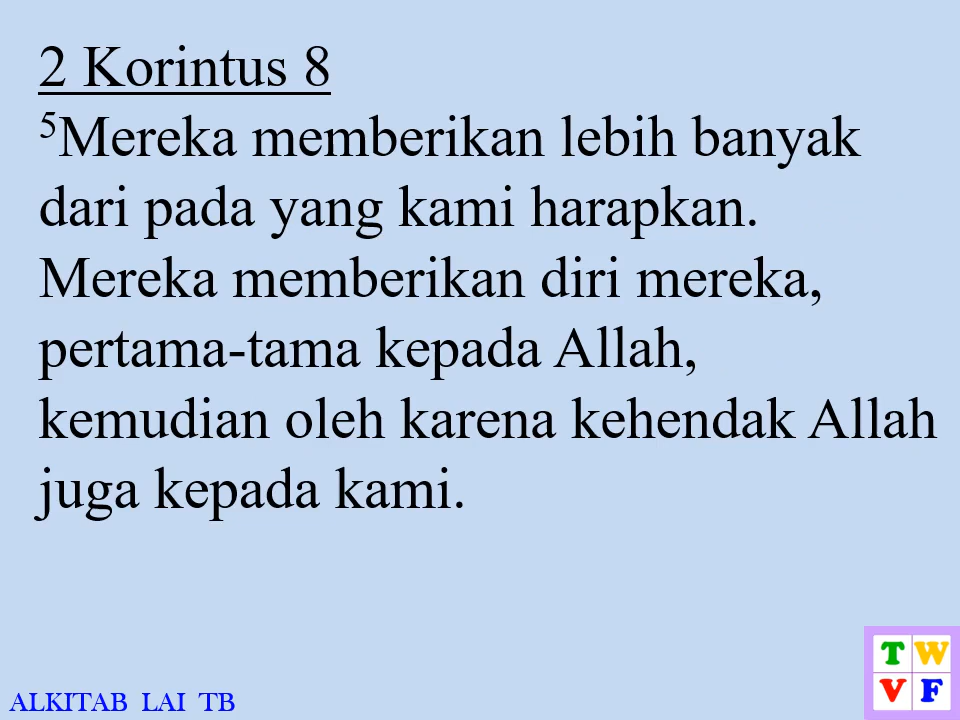 2 Korintus 8
5Mereka memberikan lebih banyak
dari pada yang kami harapkan.
Mereka memberikan diri mereka,
pertama-tama kepada Allah,
kemudian oleh karena kehendak Allah
juga kepada kami.
ALKITAB LAI TB
T W
V F